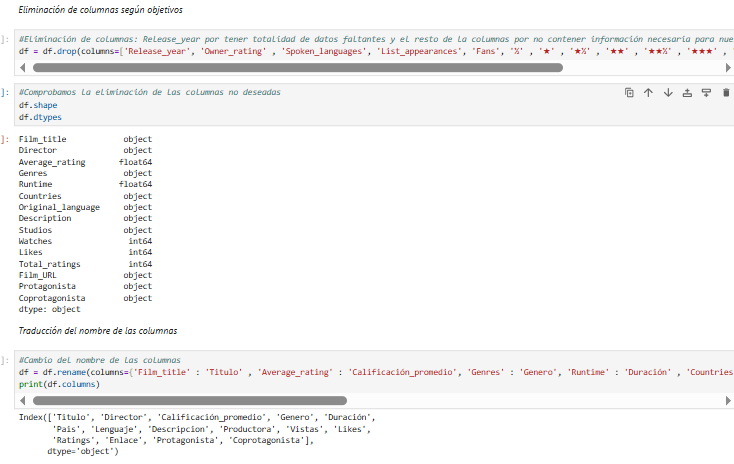 Eliminación de columnas según objetivos
]: #Eliminación de columnas: Release_year por tener totalidad de datos faltantes y el resto de la columnas por no contener información necesaria para nue
df = df.drop(columns=['Release_year', 'Owner_rating' , 'Spoken_languages', 'List_appearances', 'Fans', '½' , '★' , '★½' , '★★' , '★★½' , '★★★' ,
]: #Comprobamos la eliminación de las columnas no deseadas
df.shape
df.dtypes
]: Film_title object
Director object
Average_rating float64
Genres object
Runtime float64
Countries object
Original_language object
Description object
Studios object
Watches int64
Likes int64
Total_ratings int64
Film_URL object
Protagonista object
Coprotagonista object
dtype: object
Traducción del nombre de las columnas
]: #Cambio del nombre de las columnas
df = df.rename(columns={'Film_title' : 'Titulo' , 'Average_rating' : 'Calificación_promedio', 'Genres' : 'Genero', 'Runtime' : 'Duración' , 'Countries
print(df.columns)
Index(['Titulo', 'Director', 'Calificación_promedio', 'Genero', 'Duración',
'Pais', 'Lenguaje', 'Descripcion', 'Productora', 'Vistas', 'Likes',
'Ratings', 'Enlace', 'Protagonista', 'Coprotagonista'],
dtype='object')